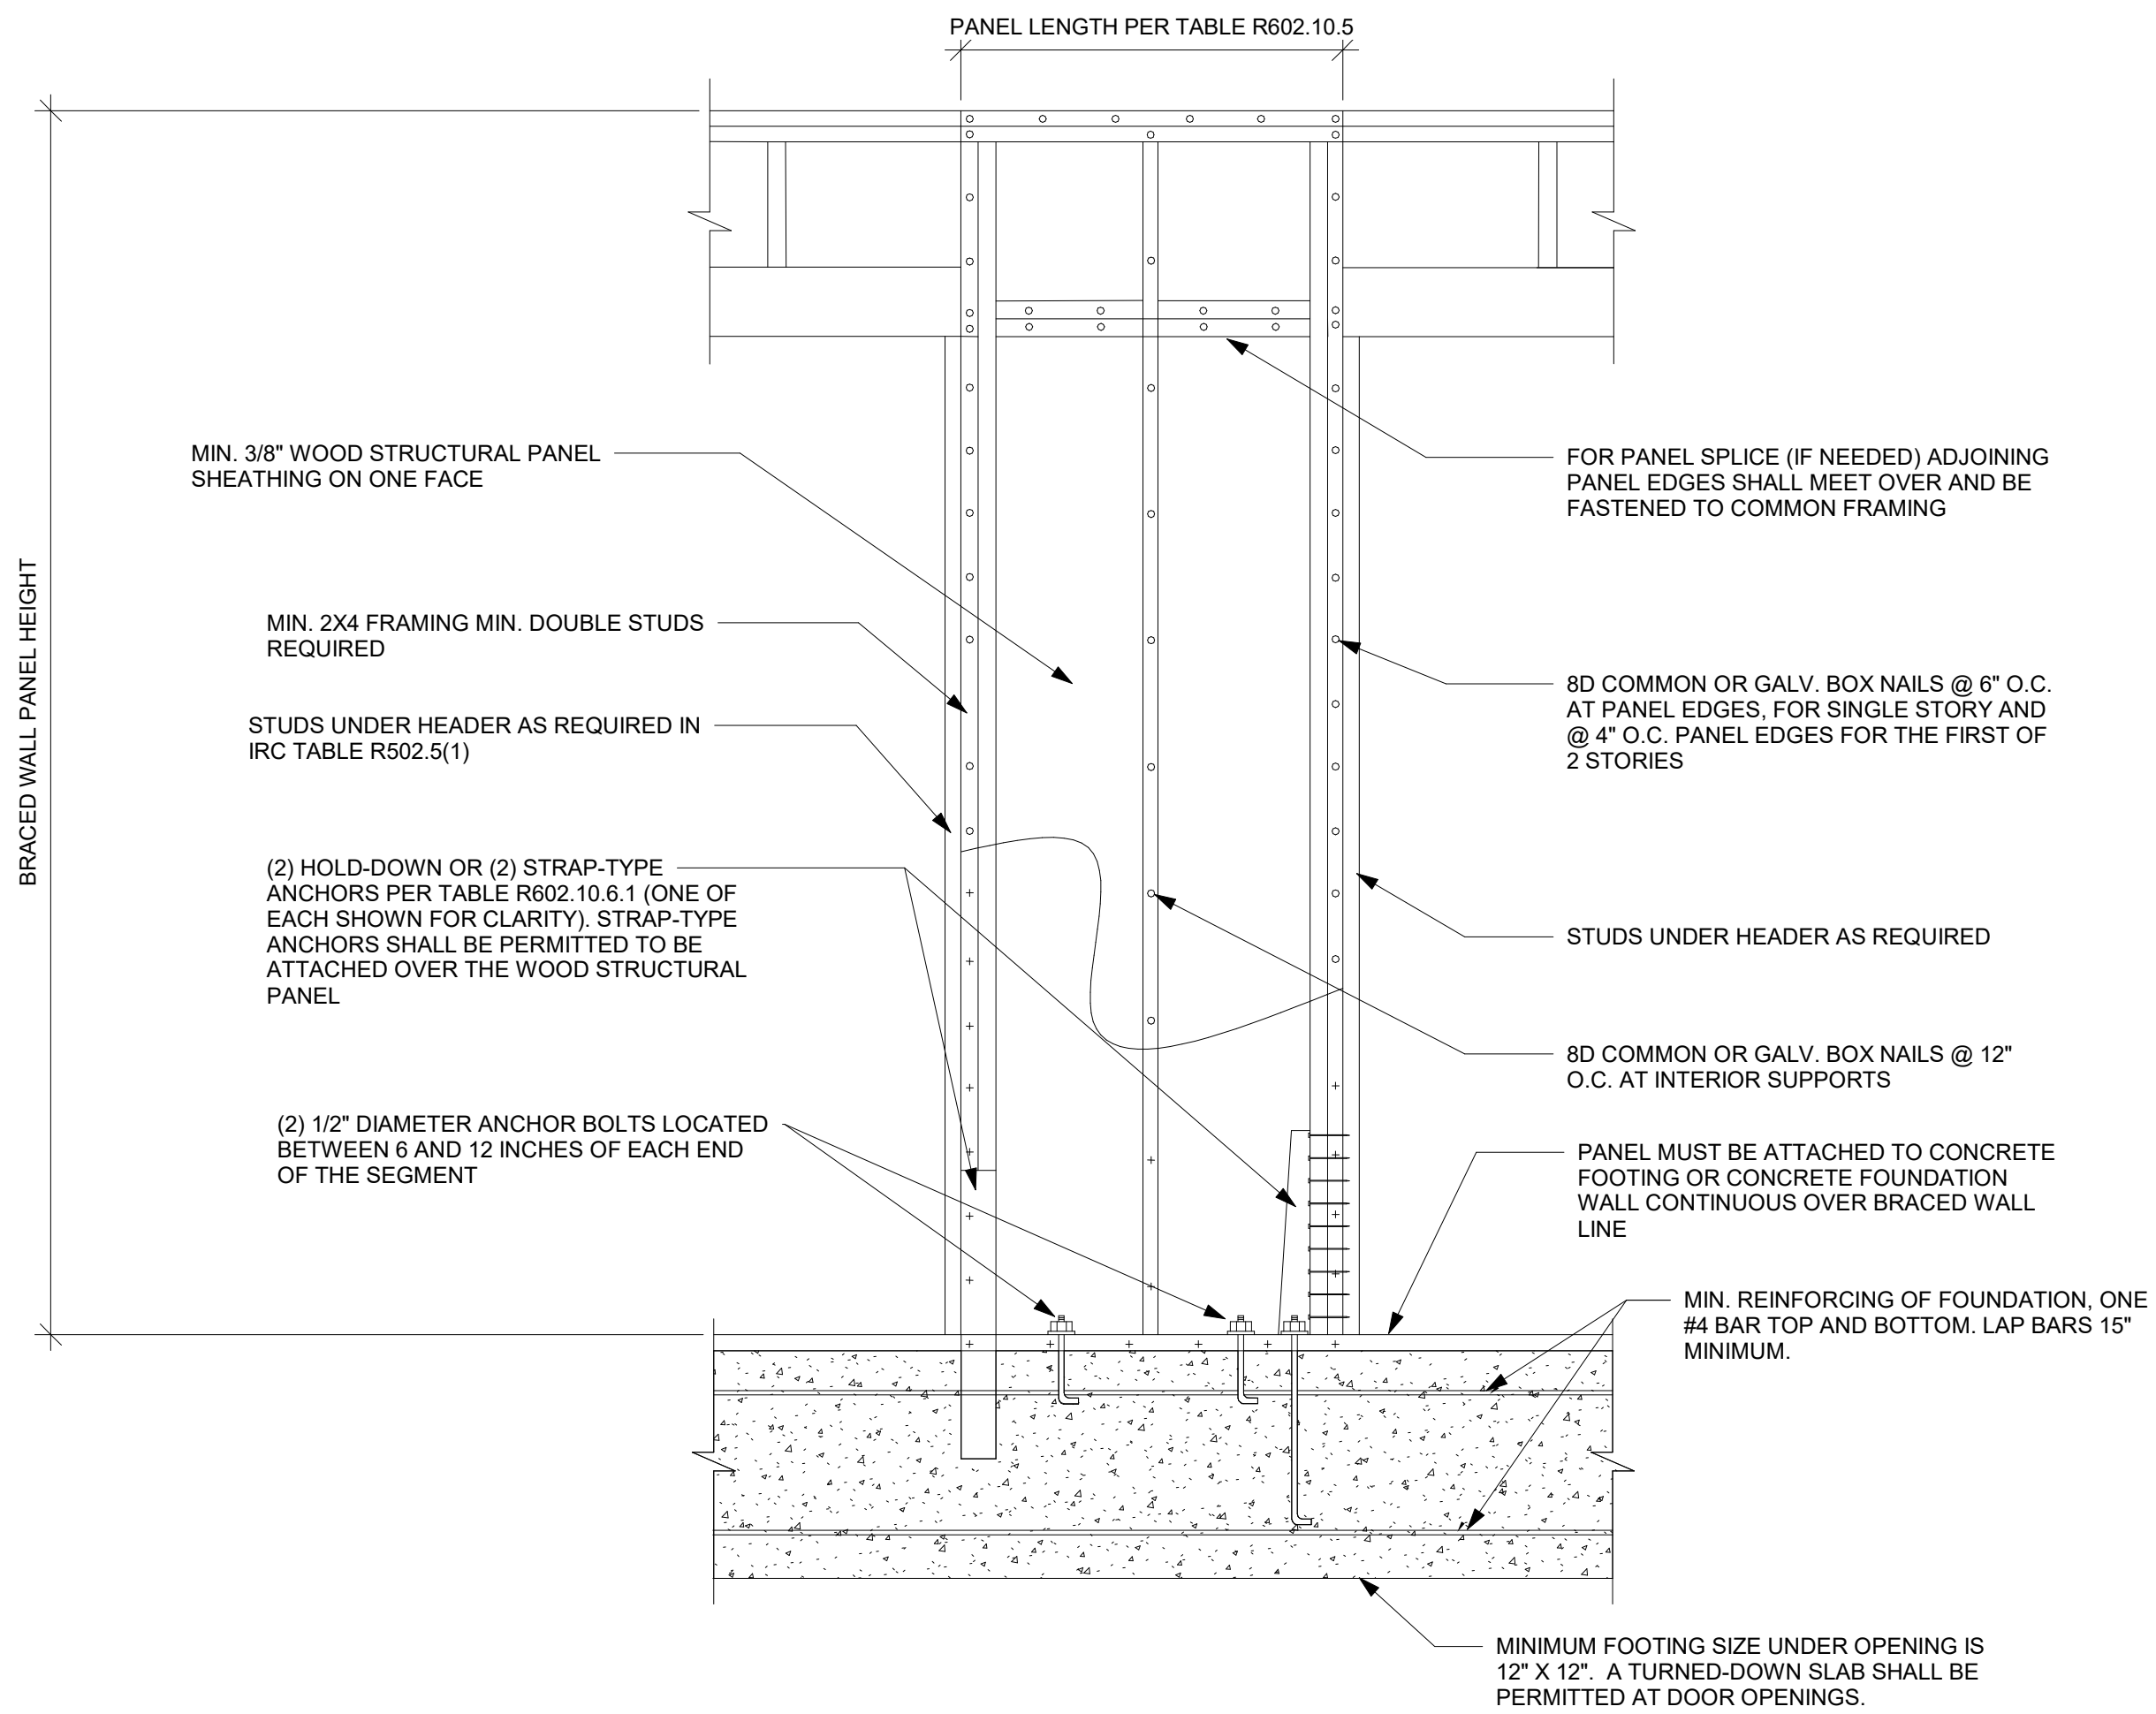 PANEL LENGTH PER TABLE R602.10.5
BRACED WALL PANEL HEIGHT
MIN. 3/8" WOOD STRUCTURAL PANEL
SHEATHING ON ONE FACE
MIN. 2X4 FRAMING MIN. DOUBLE STUDS
REQUIRED
STUDS UNDER HEADER AS REQUIRED IN
IRC TABLE R502.5(1)
(2) HOLD-DOWN OR (2) STRAP-TYPE
ANCHORS PER TABLE R602.10.6.1 (ONE OF
EACH SHOWN FOR CLARITY). STRAP-TYPE
ANCHORS SHALL BE PERMITTED TO BE
ATTACHED OVER THE WOOD STRUCTURAL
PANEL
(2) 1/2" DIAMETER ANCHOR BOLTS LOCATED
BETWEEN 6 AND 12 INCHES OF EACH END
OF THE SEGMENT
FOR PANEL SPLICE (IF NEEDED) ADJOINING
PANEL EDGES SHALL MEET OVER AND BE
FASTENED TO COMMON FRAMING
8D COMMON OR GALV. BOX NAILS @ 6" O.C.
AT PANEL EDGES, FOR SINGLE STORY AND
@ 4" O.C. PANEL EDGES FOR THE FIRST OF
2 STORIES
STUDS UNDER HEADER AS REQUIRED
8D COMMON OR GALV. BOX NAILS @ 12"
O.C. AT INTERIOR SUPPORTS
PANEL MUST BE ATTACHED TO CONCRETE
FOOTING OR CONCRETE FOUNDATION
WALL CONTINUOUS OVER BRACED WALL
LINE
MIN. REINFORCING OF FOUNDATION, ONE
#4 BAR TOP AND BOTTOM. LAP BARS 15"
MINIMUM.
MINIMUM FOOTING SIZE UNDER OPENING IS
12" X 12".  A TURNED-DOWN SLAB SHALL BE
PERMITTED AT DOOR OPENINGS.